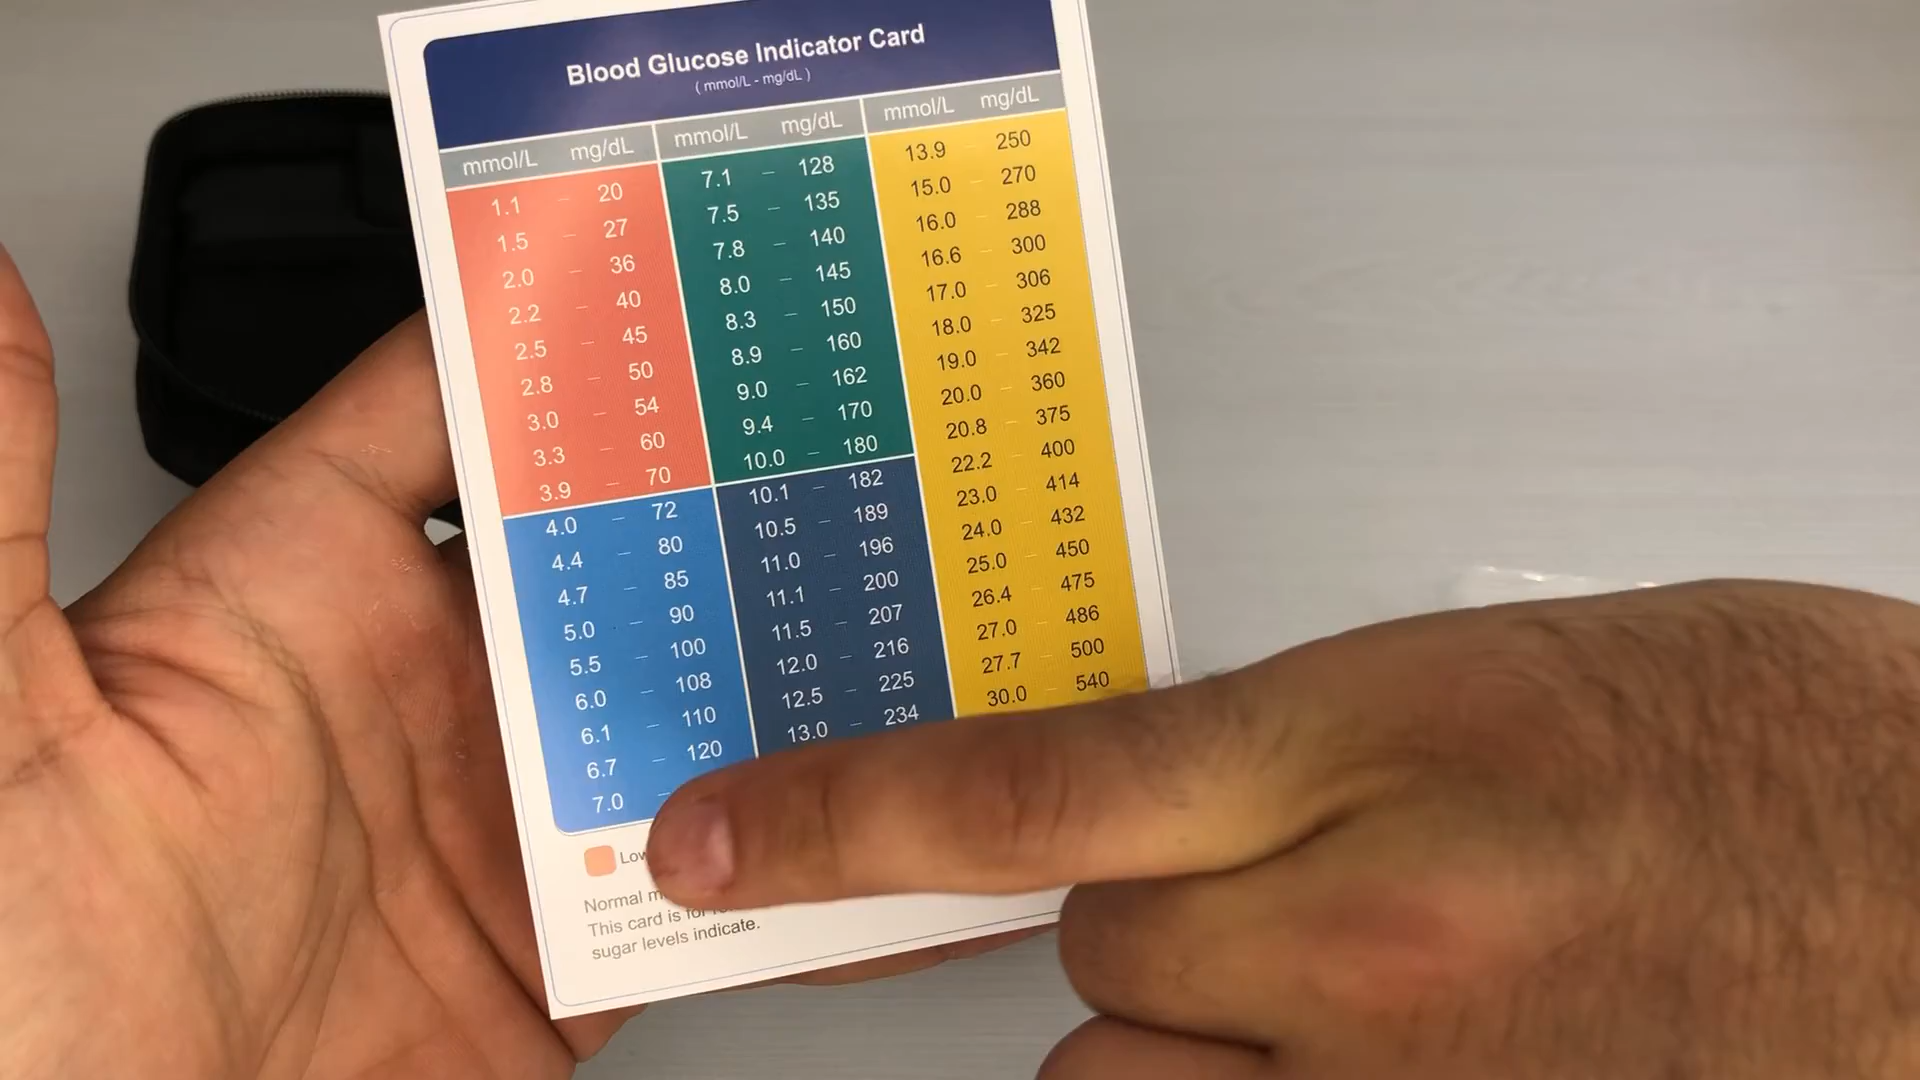 Blood Glucose Indicator Card
( mmol/L - mg/dL )
mmol/L mg/dL
1.1 – 20
1.5 – 27
2.0 – 36
2.2 – 40
2.5 – 45
2.8 – 50
3.0 – 54
3.3 – 60
3.9 – 70
4.0 – 72
4.4 – 80
4.7 – 85
5.0 – 90
5.5 – 100
6.0 – 108
6.1 – 110
6.7 – 120
7.0 –
mmol/L mg/dL
7.1 – 128
7.5 – 135
7.8 – 140
8.0 – 145
8.3 – 150
8.9 – 160
9.0 – 162
9.4 – 170
10.0 – 180
10.1 – 182
10.5 – 189
11.0 – 196
11.1 – 200
11.5 – 207
12.0 – 216
12.5 – 225
13.0 – 234
mmol/L mg/dL
13.9 – 250
15.0 – 270
16.0 – 288
16.6 – 300
17.0 – 306
18.0 – 325
19.0 – 342
20.0 – 360
20.8 – 375
22.2 – 400
23.0 – 414
24.0 – 432
25.0 – 450
26.4 – 475
27.0 – 486
27.7 – 500
30.0 – 540
Low
Normal
This card is for
sugar levels indicate.